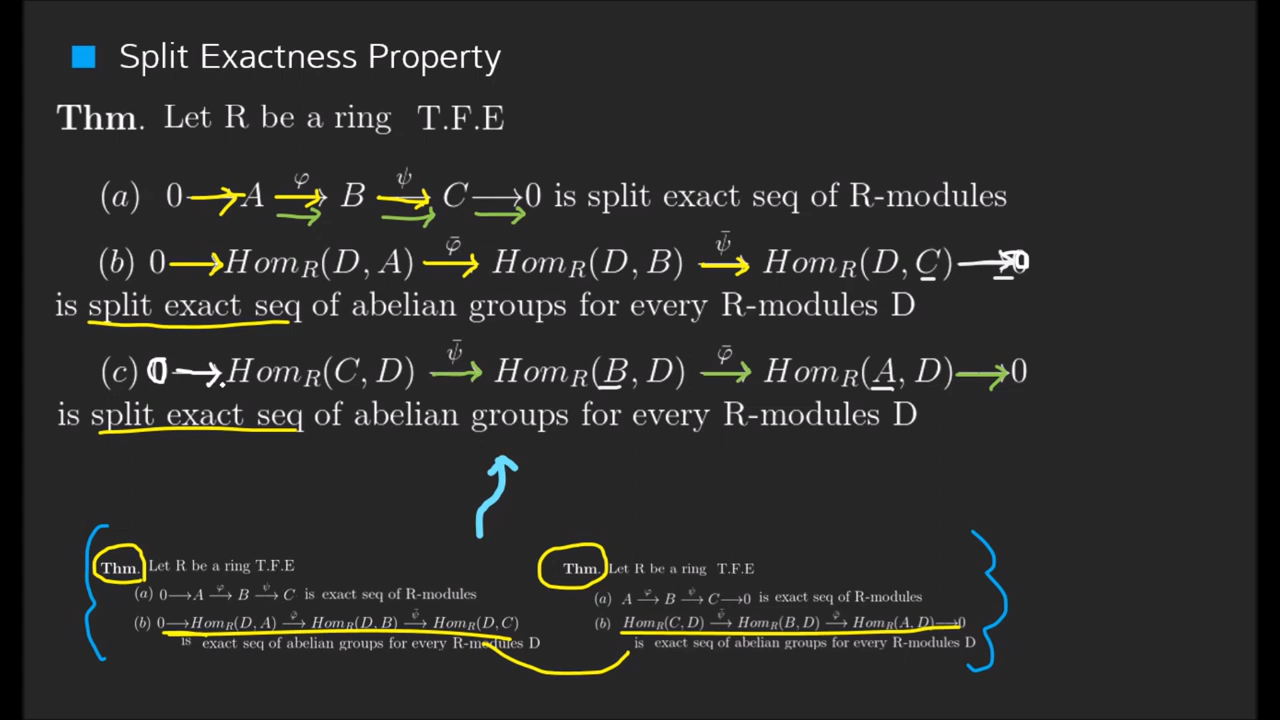 Split Exactness Property
Thm. Let R be a ring T.F.E
(a) 0 ⟶ A —φ→ B —ψ→ C ⟶ 0 is split exact seq of R-modules
(b) 0 ⟶ Hom_R(D, A) —φ̄→ Hom_R(D, B) —ψ̄→ Hom_R(D, C) ⟶ 0
is split exact seq of abelian groups for every R-modules D
(c) 0 ⟶ Hom_R(C, D) —ψ̄→ Hom_R(B, D) —φ̄→ Hom_R(A, D) ⟶ 0
is split exact seq of abelian groups for every R-modules D
Thm. Let R be a ring T.F.E
(a) 0 ⟶ A —φ→ B —ψ→ C is exact seq of R-modules
(b) 0 ⟶ Hom_R(D, A) —φ̄→ Hom_R(D, B) —ψ̄→ Hom_R(D, C)
is exact seq of abelian groups for every R-modules D
Thm. Let R be a ring T.F.E
(a) A —φ→ B —ψ→ C ⟶ 0 is exact seq of R-modules
(b) Hom_R(C, D) —ψ̄→ Hom_R(B, D) —φ̄→ Hom_R(A, D) ⟶ 0
is exact seq of abelian groups for every R-modules D